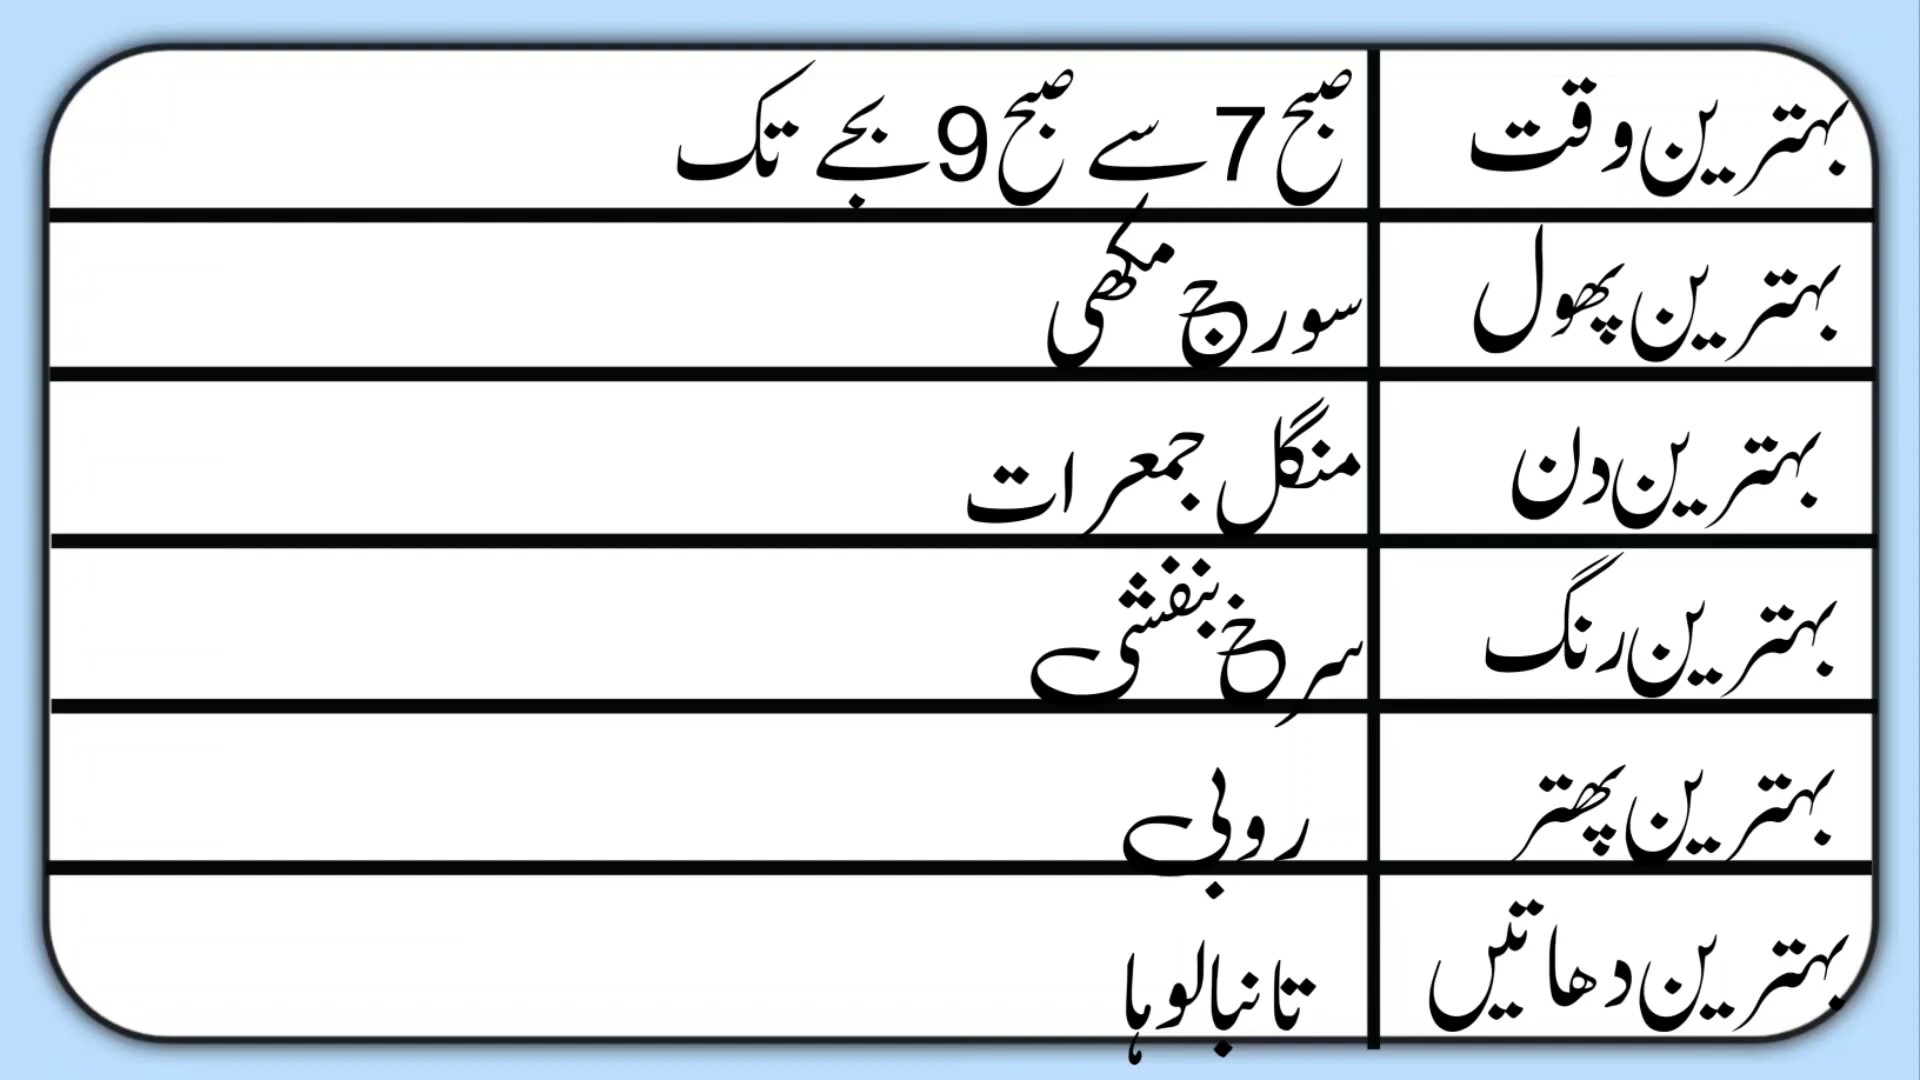 بہترین وقت صبح 7 سے صبح 9 بجے تک
بہترین پھول سورج مکھی
بہترین دن منگل جمعرات
بہترین رنگ سرخ بنفشی
بہترین پھتر روبی
بہترین دھاتیں تانبا لوہا